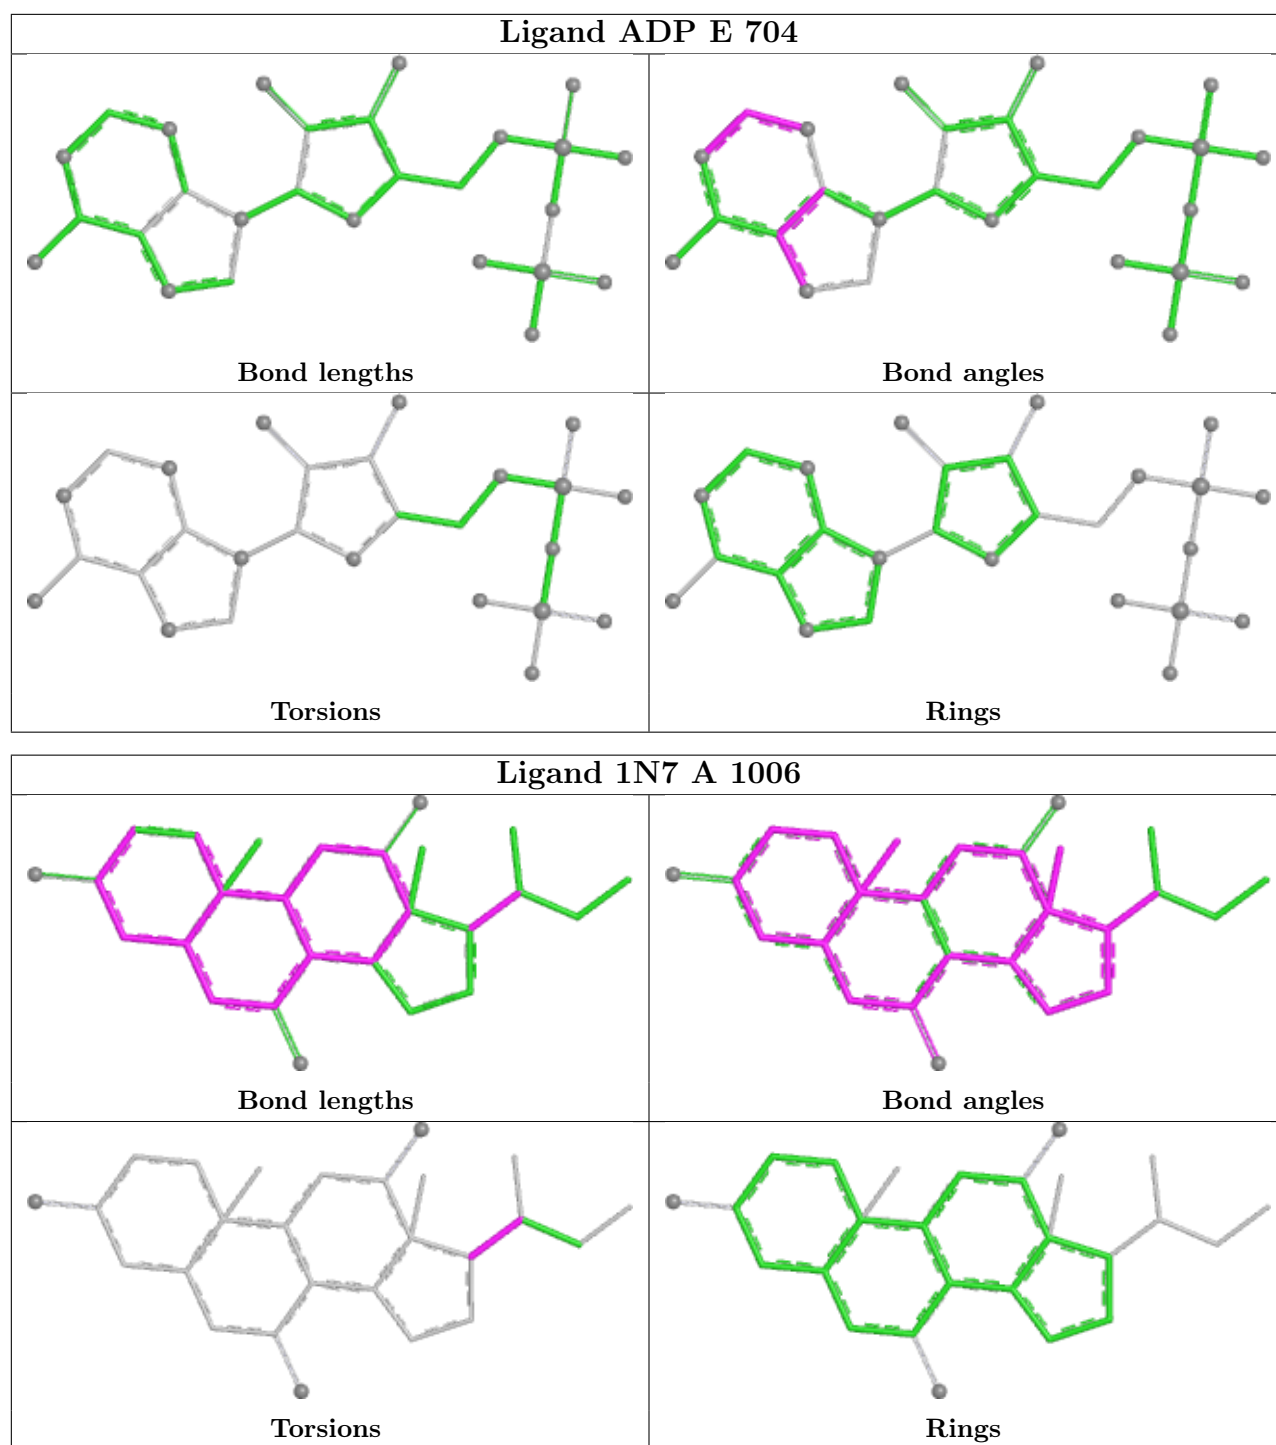 Ligand ADP E 704
Bond lengths
Bond angles
Torsions
Rings
Ligand 1N7 A 1006
Bond lengths
Bond angles
Torsions
Rings